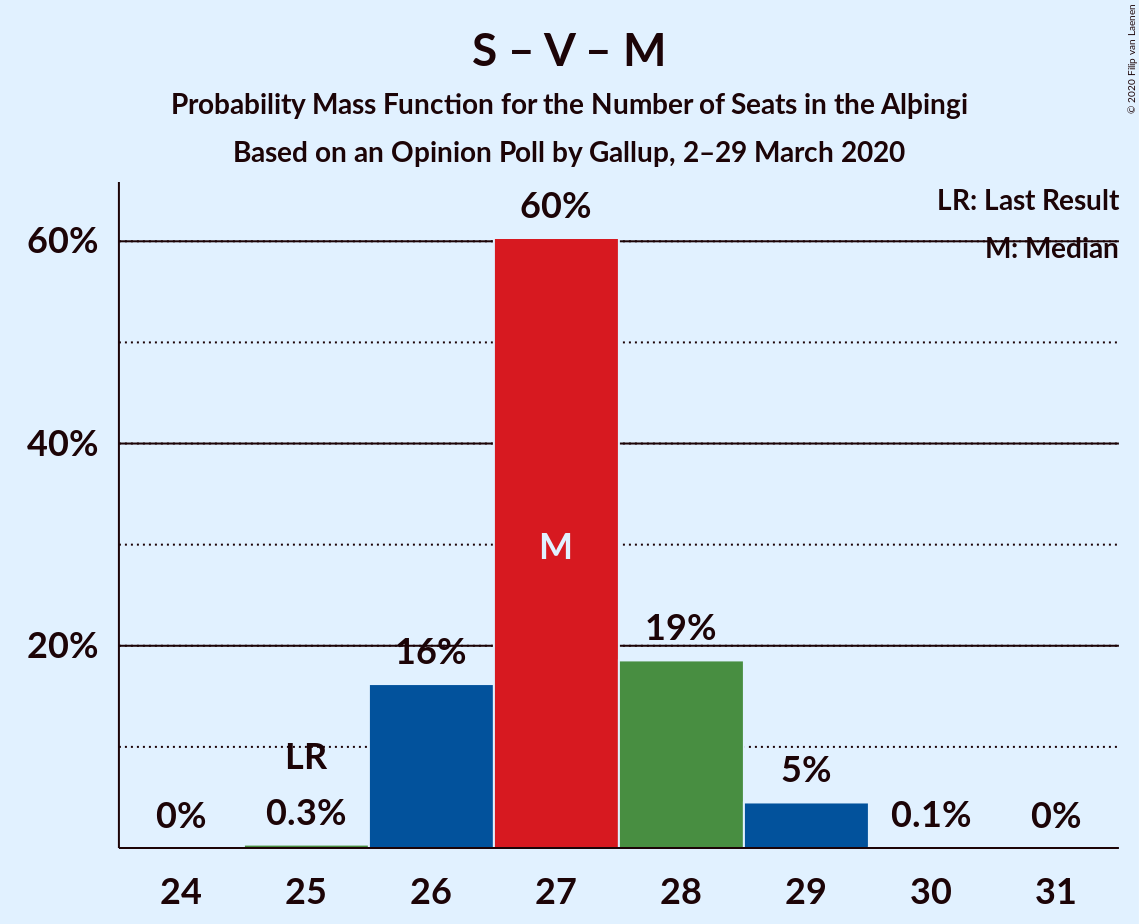 S – V – M
Probability Mass Function for the Number of Seats in the Alþingi
Based on an Opinion Poll by Gallup, 2–29 March 2020
© 2020 Filip van Laenen
LR: Last Result
M: Median
60%
40%
20%
0%
LR
0.3%
16%
60%
M
19%
5%
0.1%
0%
24 25 26 27 28 29 30 31